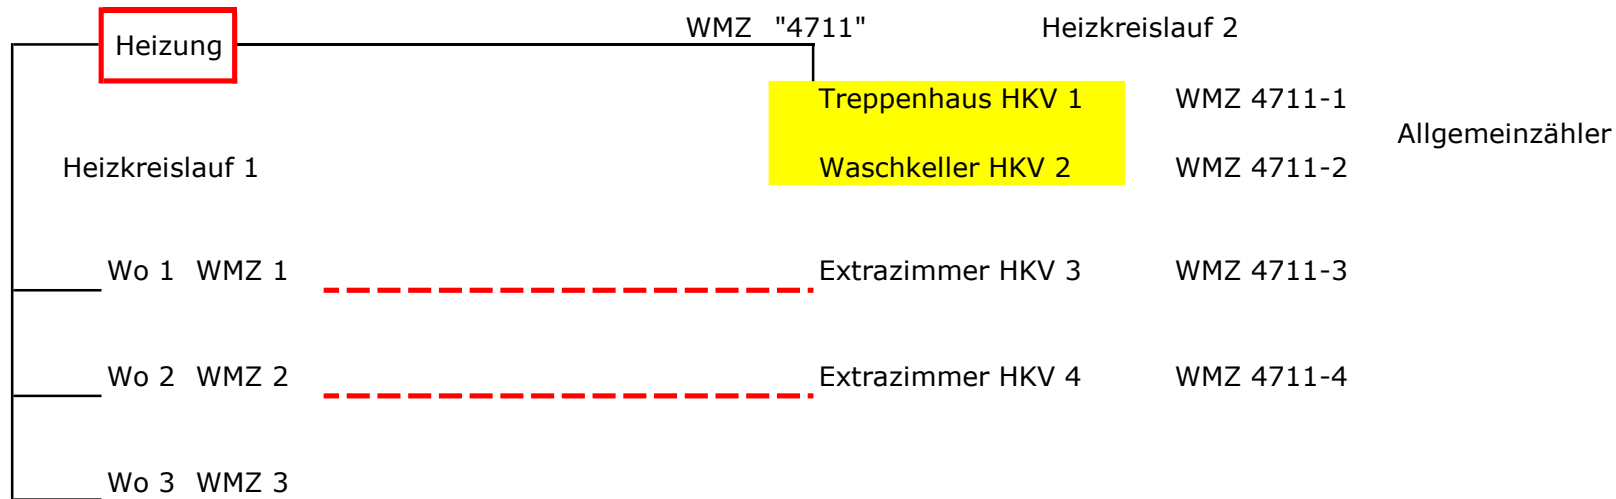 WMZ "4711" Heizkreislauf 2
Heizung
Treppenhaus HKV 1 WMZ 4711-1
Allgemeinzähler
Heizkreislauf 1 Waschkeller HKV 2 WMZ 4711-2
Wo 1 WMZ 1 Extrazimmer HKV 3 WMZ 4711-3
Wo 2 WMZ 2 Extrazimmer HKV 4 WMZ 4711-4
Wo 3 WMZ 3